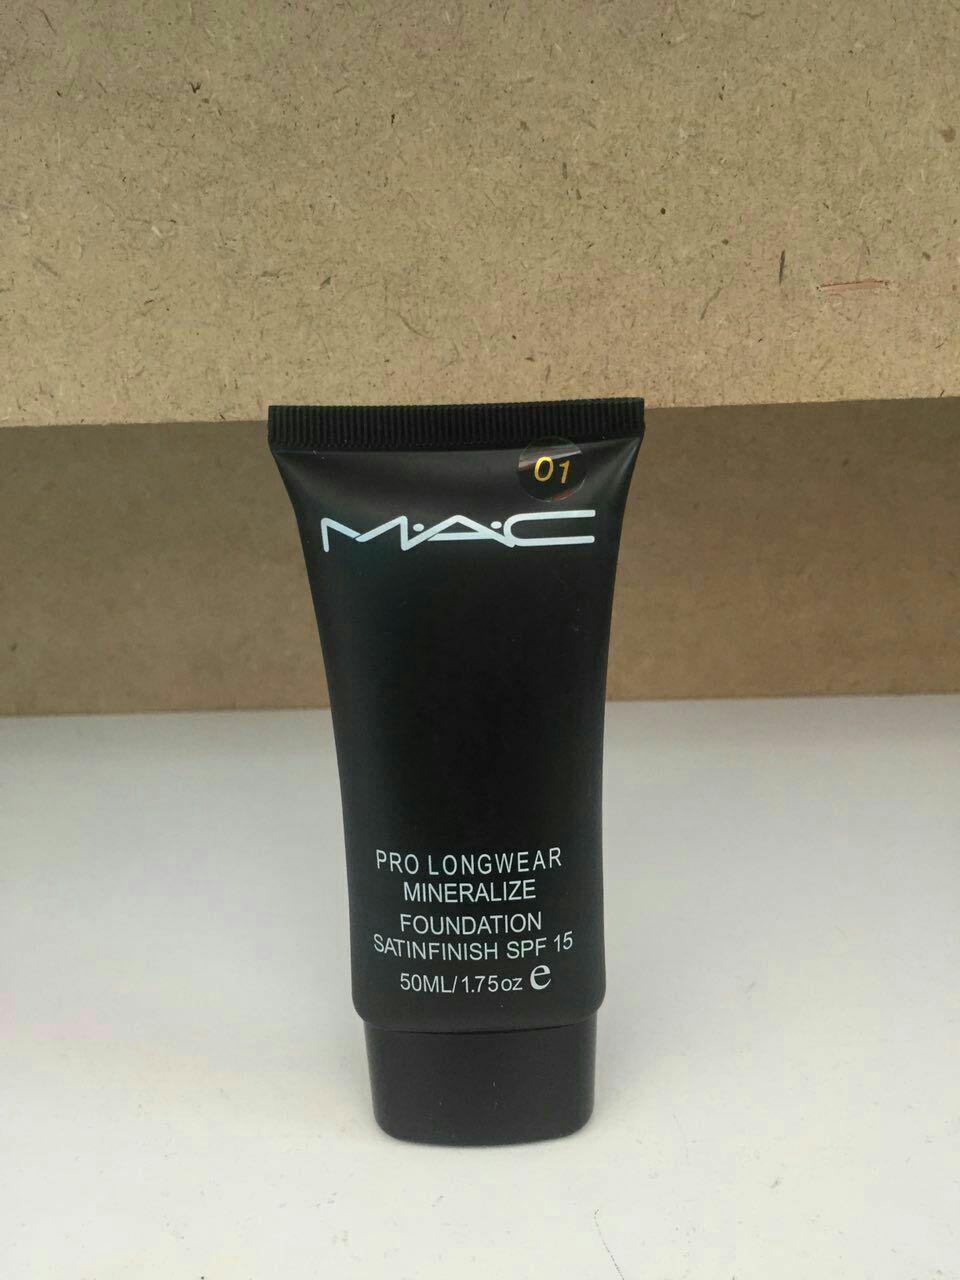 01
M·A·C
PRO LONGWEAR
MINERALIZE
FOUNDATION
SATINFINISH SPF 15
50ML/1.75oz e